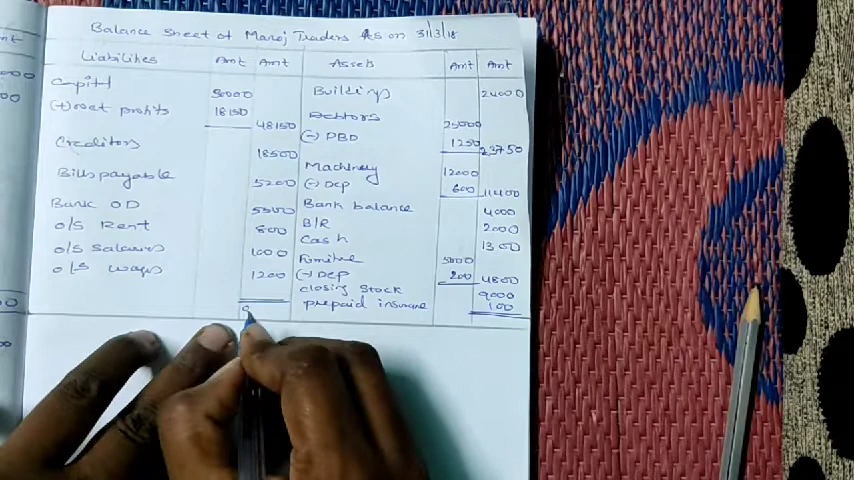 Balance Sheet of Manoj Traders As on 31/3/18
Liabilities Amt Amt Assets Amt Amt
Capitl 30000 Building 24000
(+) net profits 18150 48150 Debtors 25000
(-) PBD 1250 23750
Creditors 18500
Machinery 12000
Bills payable 5200 (-) Dep 600 11400
Bank OD 5500 Bank balance 4000
o/s Rent 800 B/R 2000
o/s salaries 1000 Cash 1300
o/s wages 1200 Furniture 5000
(-) Dep 200 4800
closing stock 9000
prepaid insurane 100